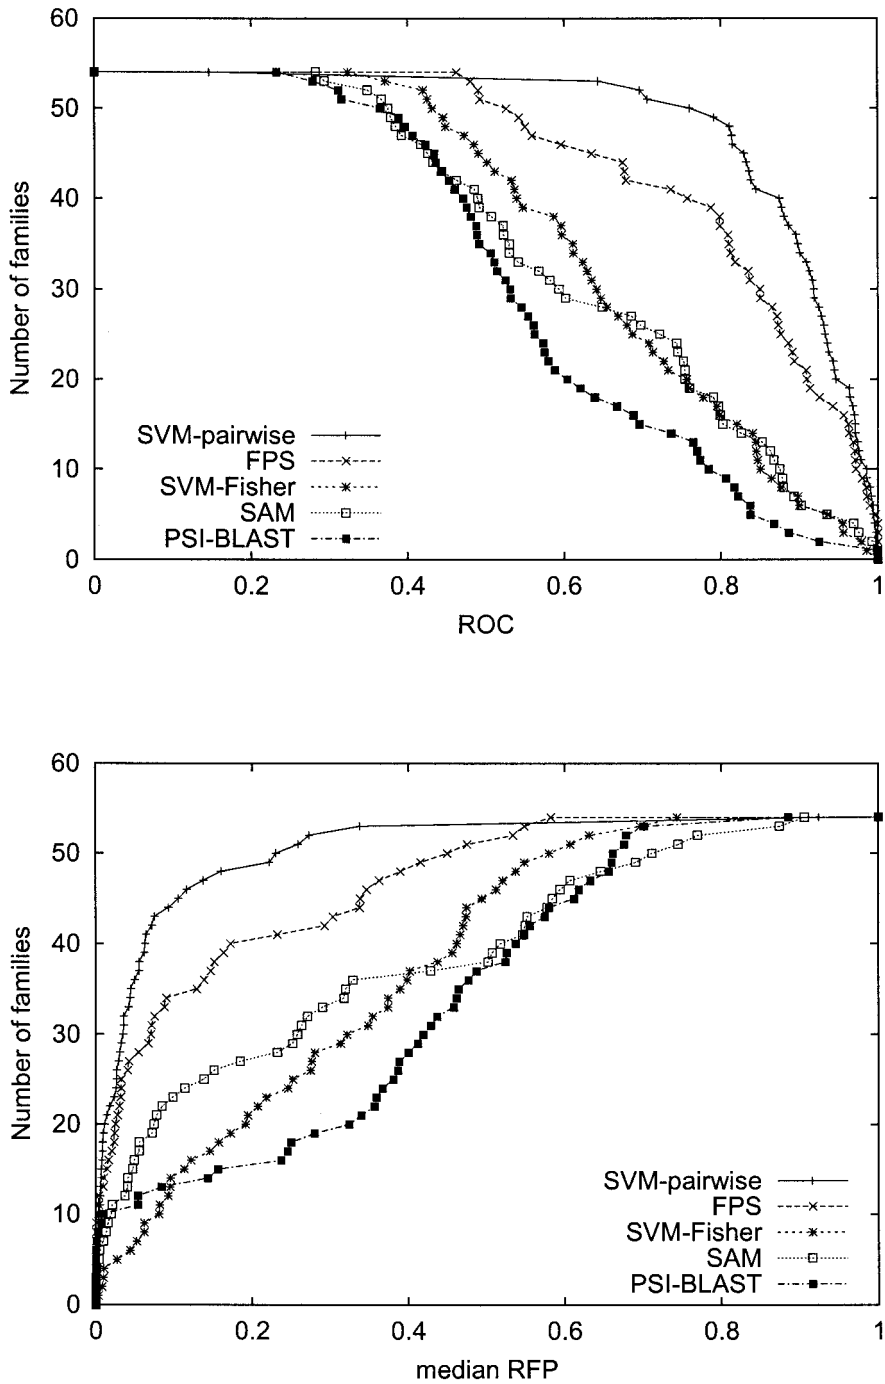 60
50
40
30
20
10
0
Number of families
SVM-pairwise
FPS
SVM-Fisher
SAM
PSI-BLAST
0 0.2 0.4 0.6 0.8 1
ROC
60
50
40
30
20
10
0
Number of families
SVM-pairwise
FPS
SVM-Fisher
SAM
PSI-BLAST
0 0.2 0.4 0.6 0.8 1
median RFP